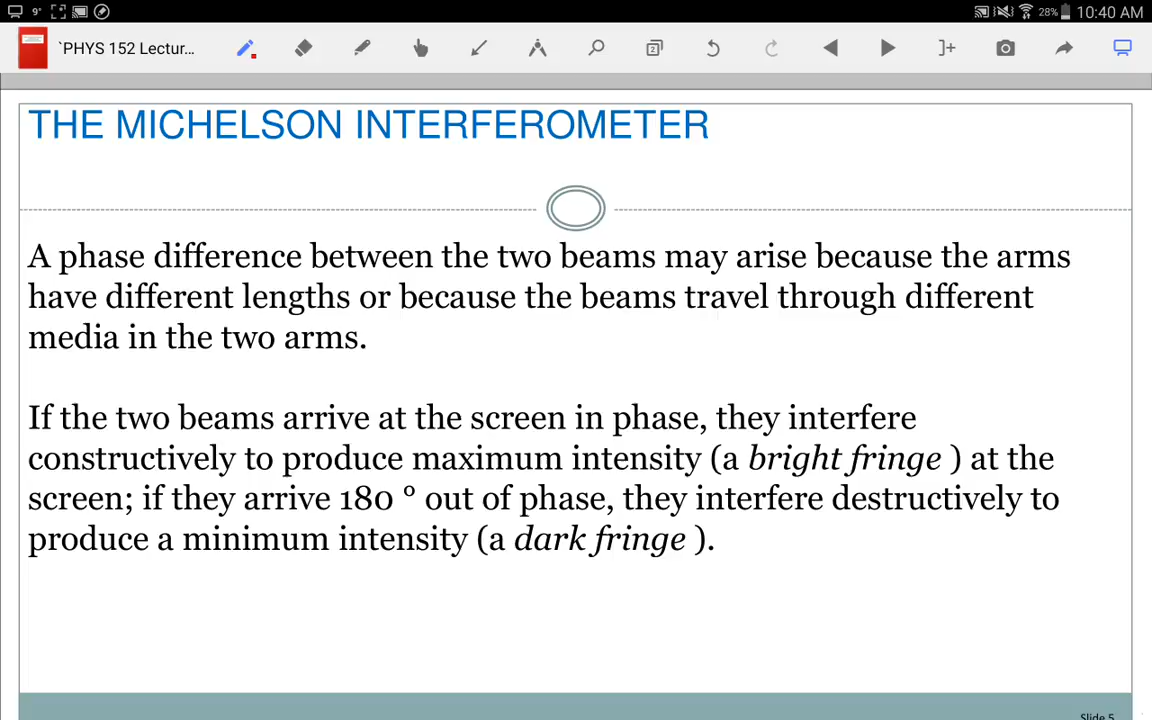 9°
28%
10:40 AM
`PHYS 152 Lectur...
2
THE MICHELSON INTERFEROMETER
A phase difference between the two beams may arise because the arms
have different lengths or because the beams travel through different
media in the two arms.
If the two beams arrive at the screen in phase, they interfere
constructively to produce maximum intensity (a bright fringe ) at the
screen; if they arrive 180 ° out of phase, they interfere destructively to
produce a minimum intensity (a dark fringe ).
Slide 5